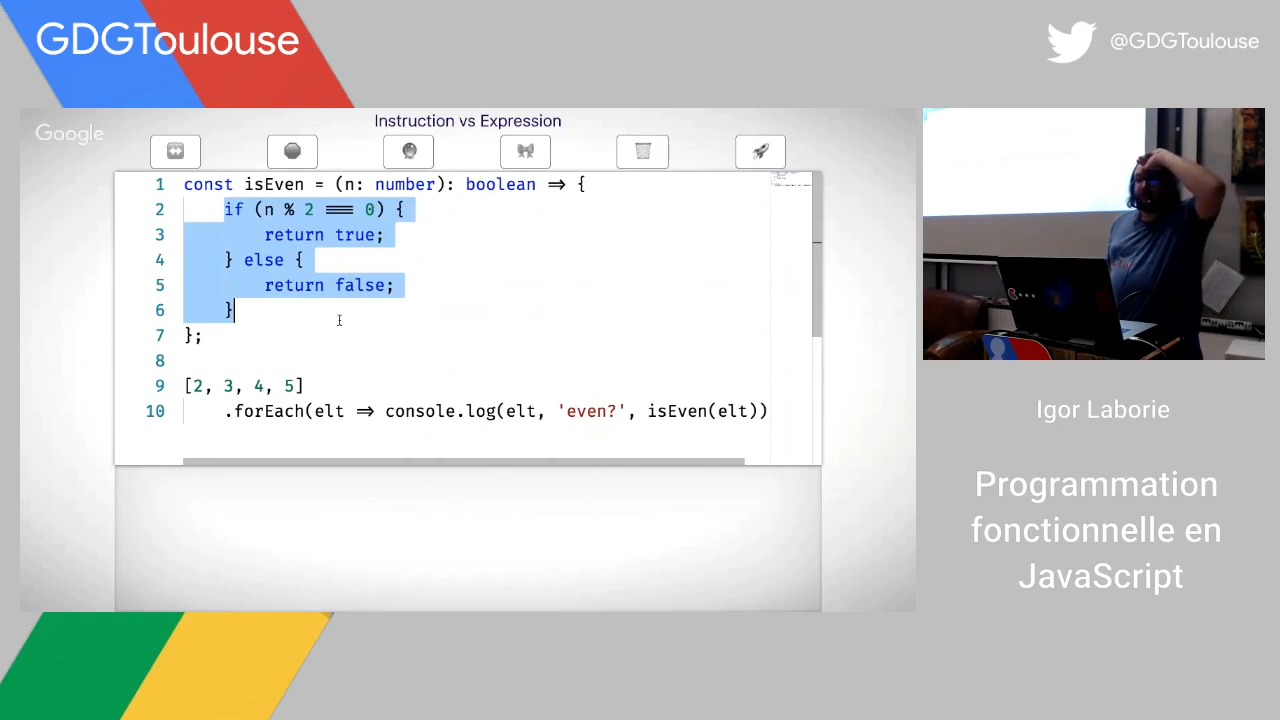 GDGToulouse
@GDGToulouse
Google
Instruction vs Expression
1 const isEven = (n: number): boolean => {
2 if (n % 2 === 0) {
3 return true;
4 } else {
5 return false;
6 }
7 };
8
9 [2, 3, 4, 5]
10 .forEach(elt => console.log(elt, 'even?', isEven(elt))
Igor Laborie
Programmation
fonctionnelle en
JavaScript